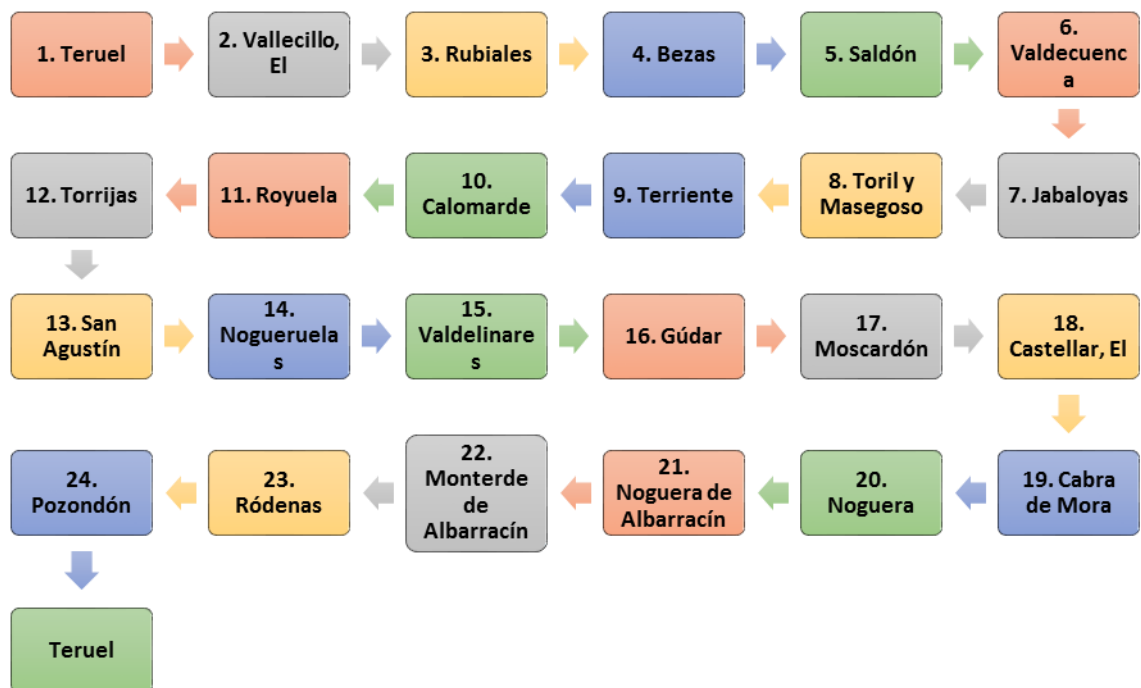 1. Teruel
2. Vallecillo,
El
3. Rubiales
4. Bezas
5. Saldón
6.
Valdecuenc
a
7. Jabaloyas
8. Toril y
Masegoso
9. Terriente
10.
Calomarde
11. Royuela
12. Torrijas
13. San
Agustín
14.
Nogueruela
s
15.
Valdelinare
s
16. Gúdar
17.
Moscardón
18.
Castellar, El
19. Cabra
de Mora
20.
Noguera
21.
Noguera de
Albarracín
22.
Monterde
de
Albarracín
23.
Ródenas
24.
Pozondón
Teruel